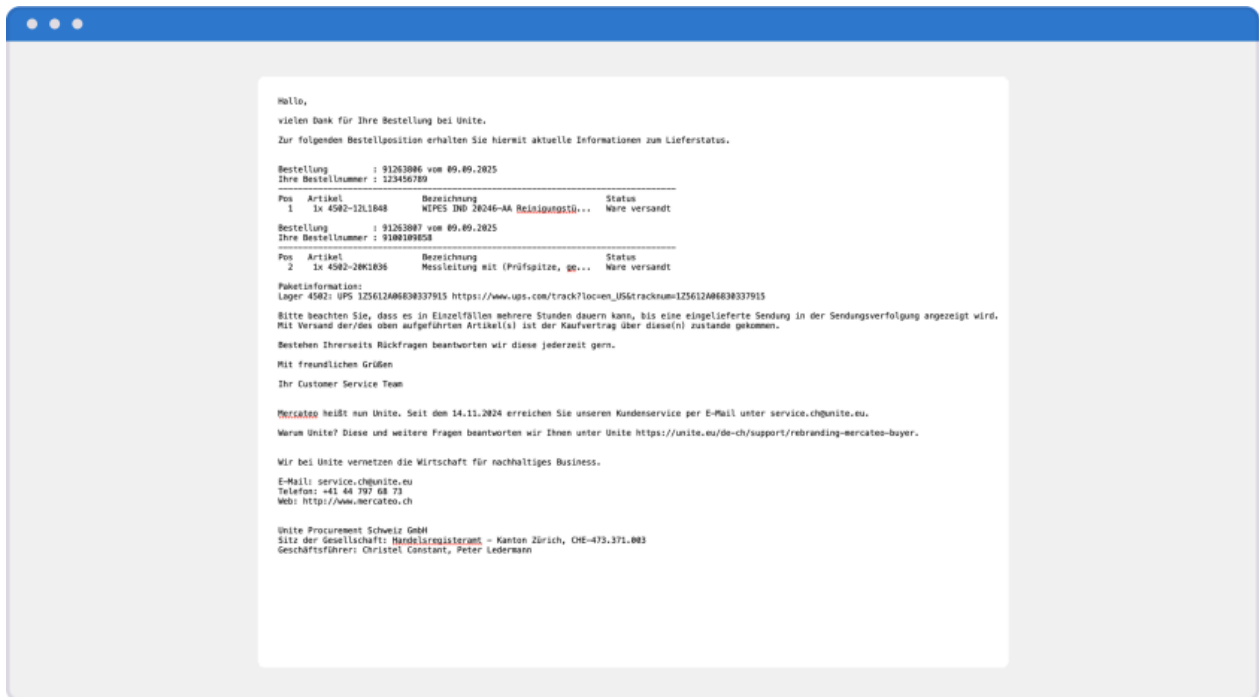 Hallo,
vielen Dank für Ihre Bestellung bei Unite.
Zur folgenden Bestellposition erhalten Sie hiermit aktuelle Informationen zum Lieferstatus.
Bestellung : 91263806 vom 09.09.2025
Ihre Bestellnummer : 123456789
Pos Artikel Bezeichnung Status
1 1x 4502-12L1848 WIPES IND 20246-AA Reinigungstü... Ware versandt
Bestellung : 91263807 vom 09.09.2025
Ihre Bestellnummer : 9100109858
Pos Artikel Bezeichnung Status
2 1x 4502-20K1036 Messleitung mit (Prüfspitze, ge... Ware versandt
Paketinformation:
Lager 4502: UPS 1Z5612A06830337915 https://www.ups.com/track?loc=en_US&tracknum=1Z5612A06830337915
Bitte beachten Sie, dass es in Einzelfällen mehrere Stunden dauern kann, bis eine eingelieferte Sendung in der Sendungsverfolgung angezeigt wird.
Mit Versand der/des oben aufgeführten Artikel(s) ist der Kaufvertrag über diese(n) zustande gekommen.
Bestehen Ihrerseits Rückfragen beantworten wir diese jederzeit gern.
Mit freundlichen Grüßen
Ihr Customer Service Team
Mercateo heißt nun Unite. Seit dem 14.11.2024 erreichen Sie unseren Kundenservice per E-Mail unter service.ch@unite.eu.
Warum Unite? Diese und weitere Fragen beantworten wir Ihnen unter Unite https://unite.eu/de-ch/support/rebranding-mercateo-buyer.
Wir bei Unite vernetzen die Wirtschaft für nachhaltiges Business.
E-Mail: service.ch@unite.eu
Telefon: +41 44 797 68 73
Web: http://www.mercateo.ch
Unite Procurement Schweiz GmbH
Sitz der Gesellschaft: Handelsregisteramt – Kanton Zürich, CHE-473.371.003
Geschäftsführer: Christel Constant, Peter Ledermann